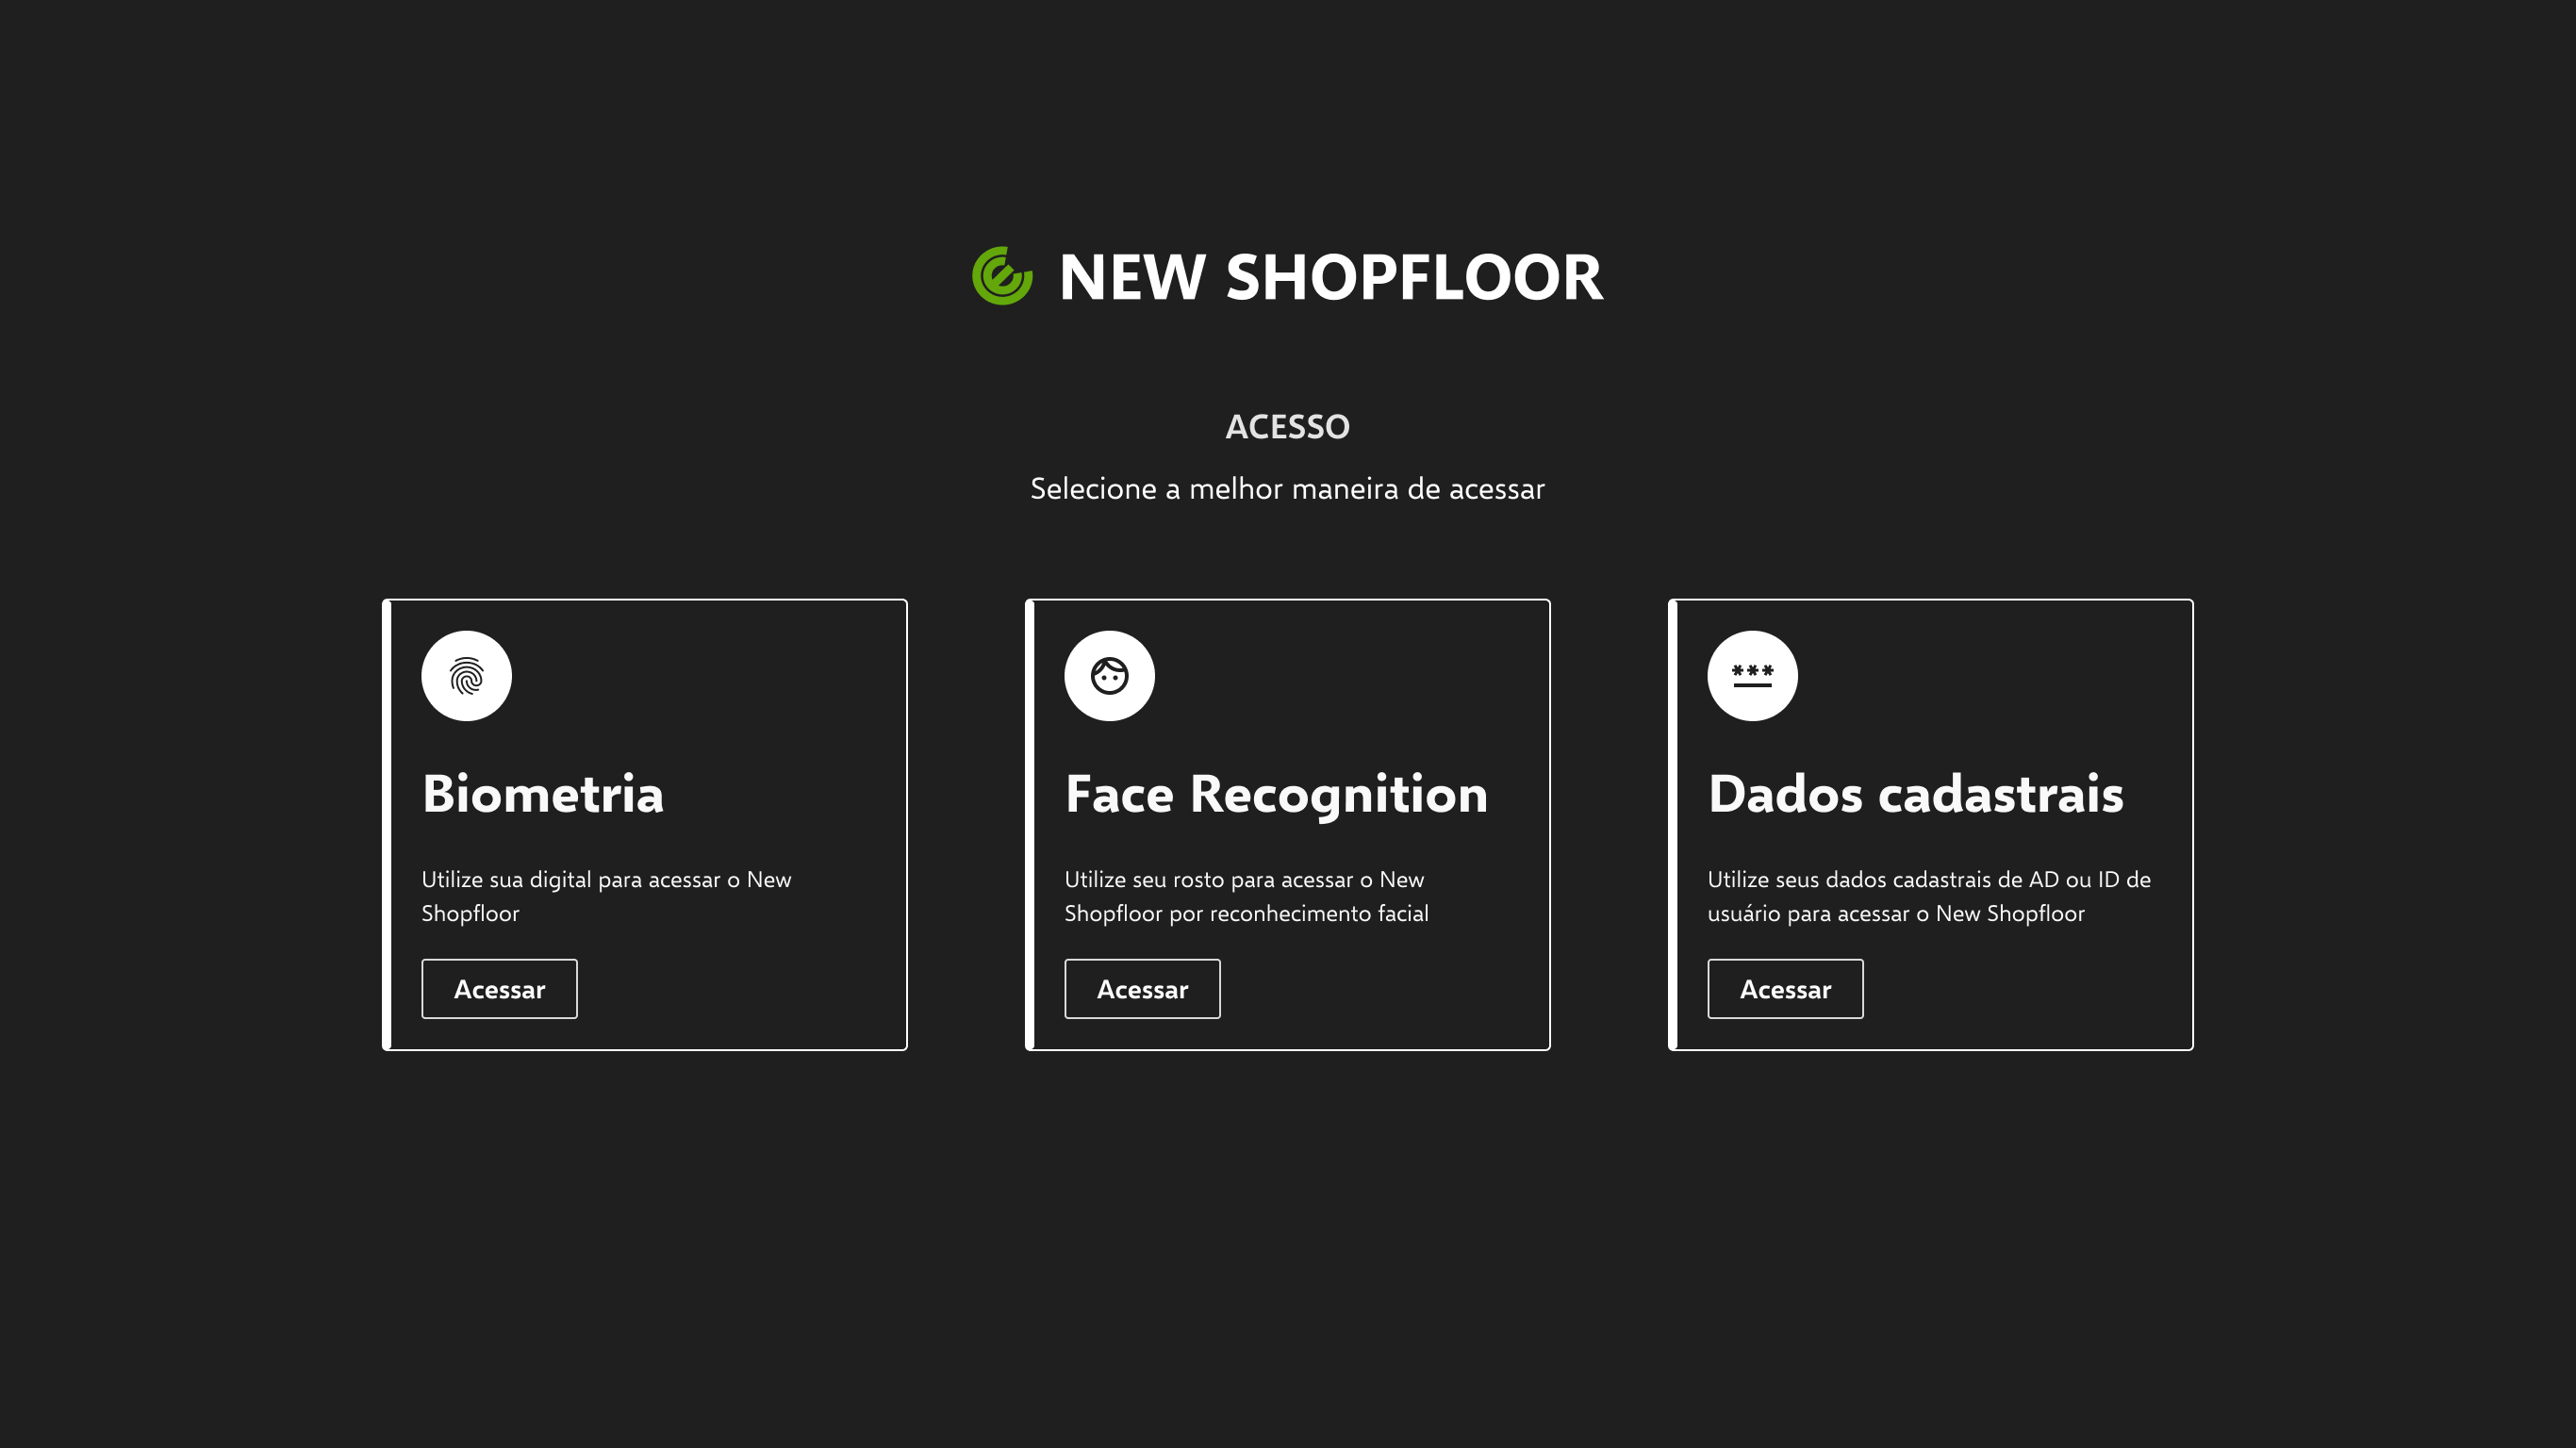 NEW SHOPFLOOR
ACESSO
Selecione a melhor maneira de acessar
Biometria
Utilize sua digital para acessar o New
Shopfloor
Acessar
Face Recognition
Utilize seu rosto para acessar o New
Shopfloor por reconhecimento facial
Acessar
***
Dados cadastrais
Utilize seus dados cadastrais de AD ou ID de
usuário para acessar o New Shopfloor
Acessar